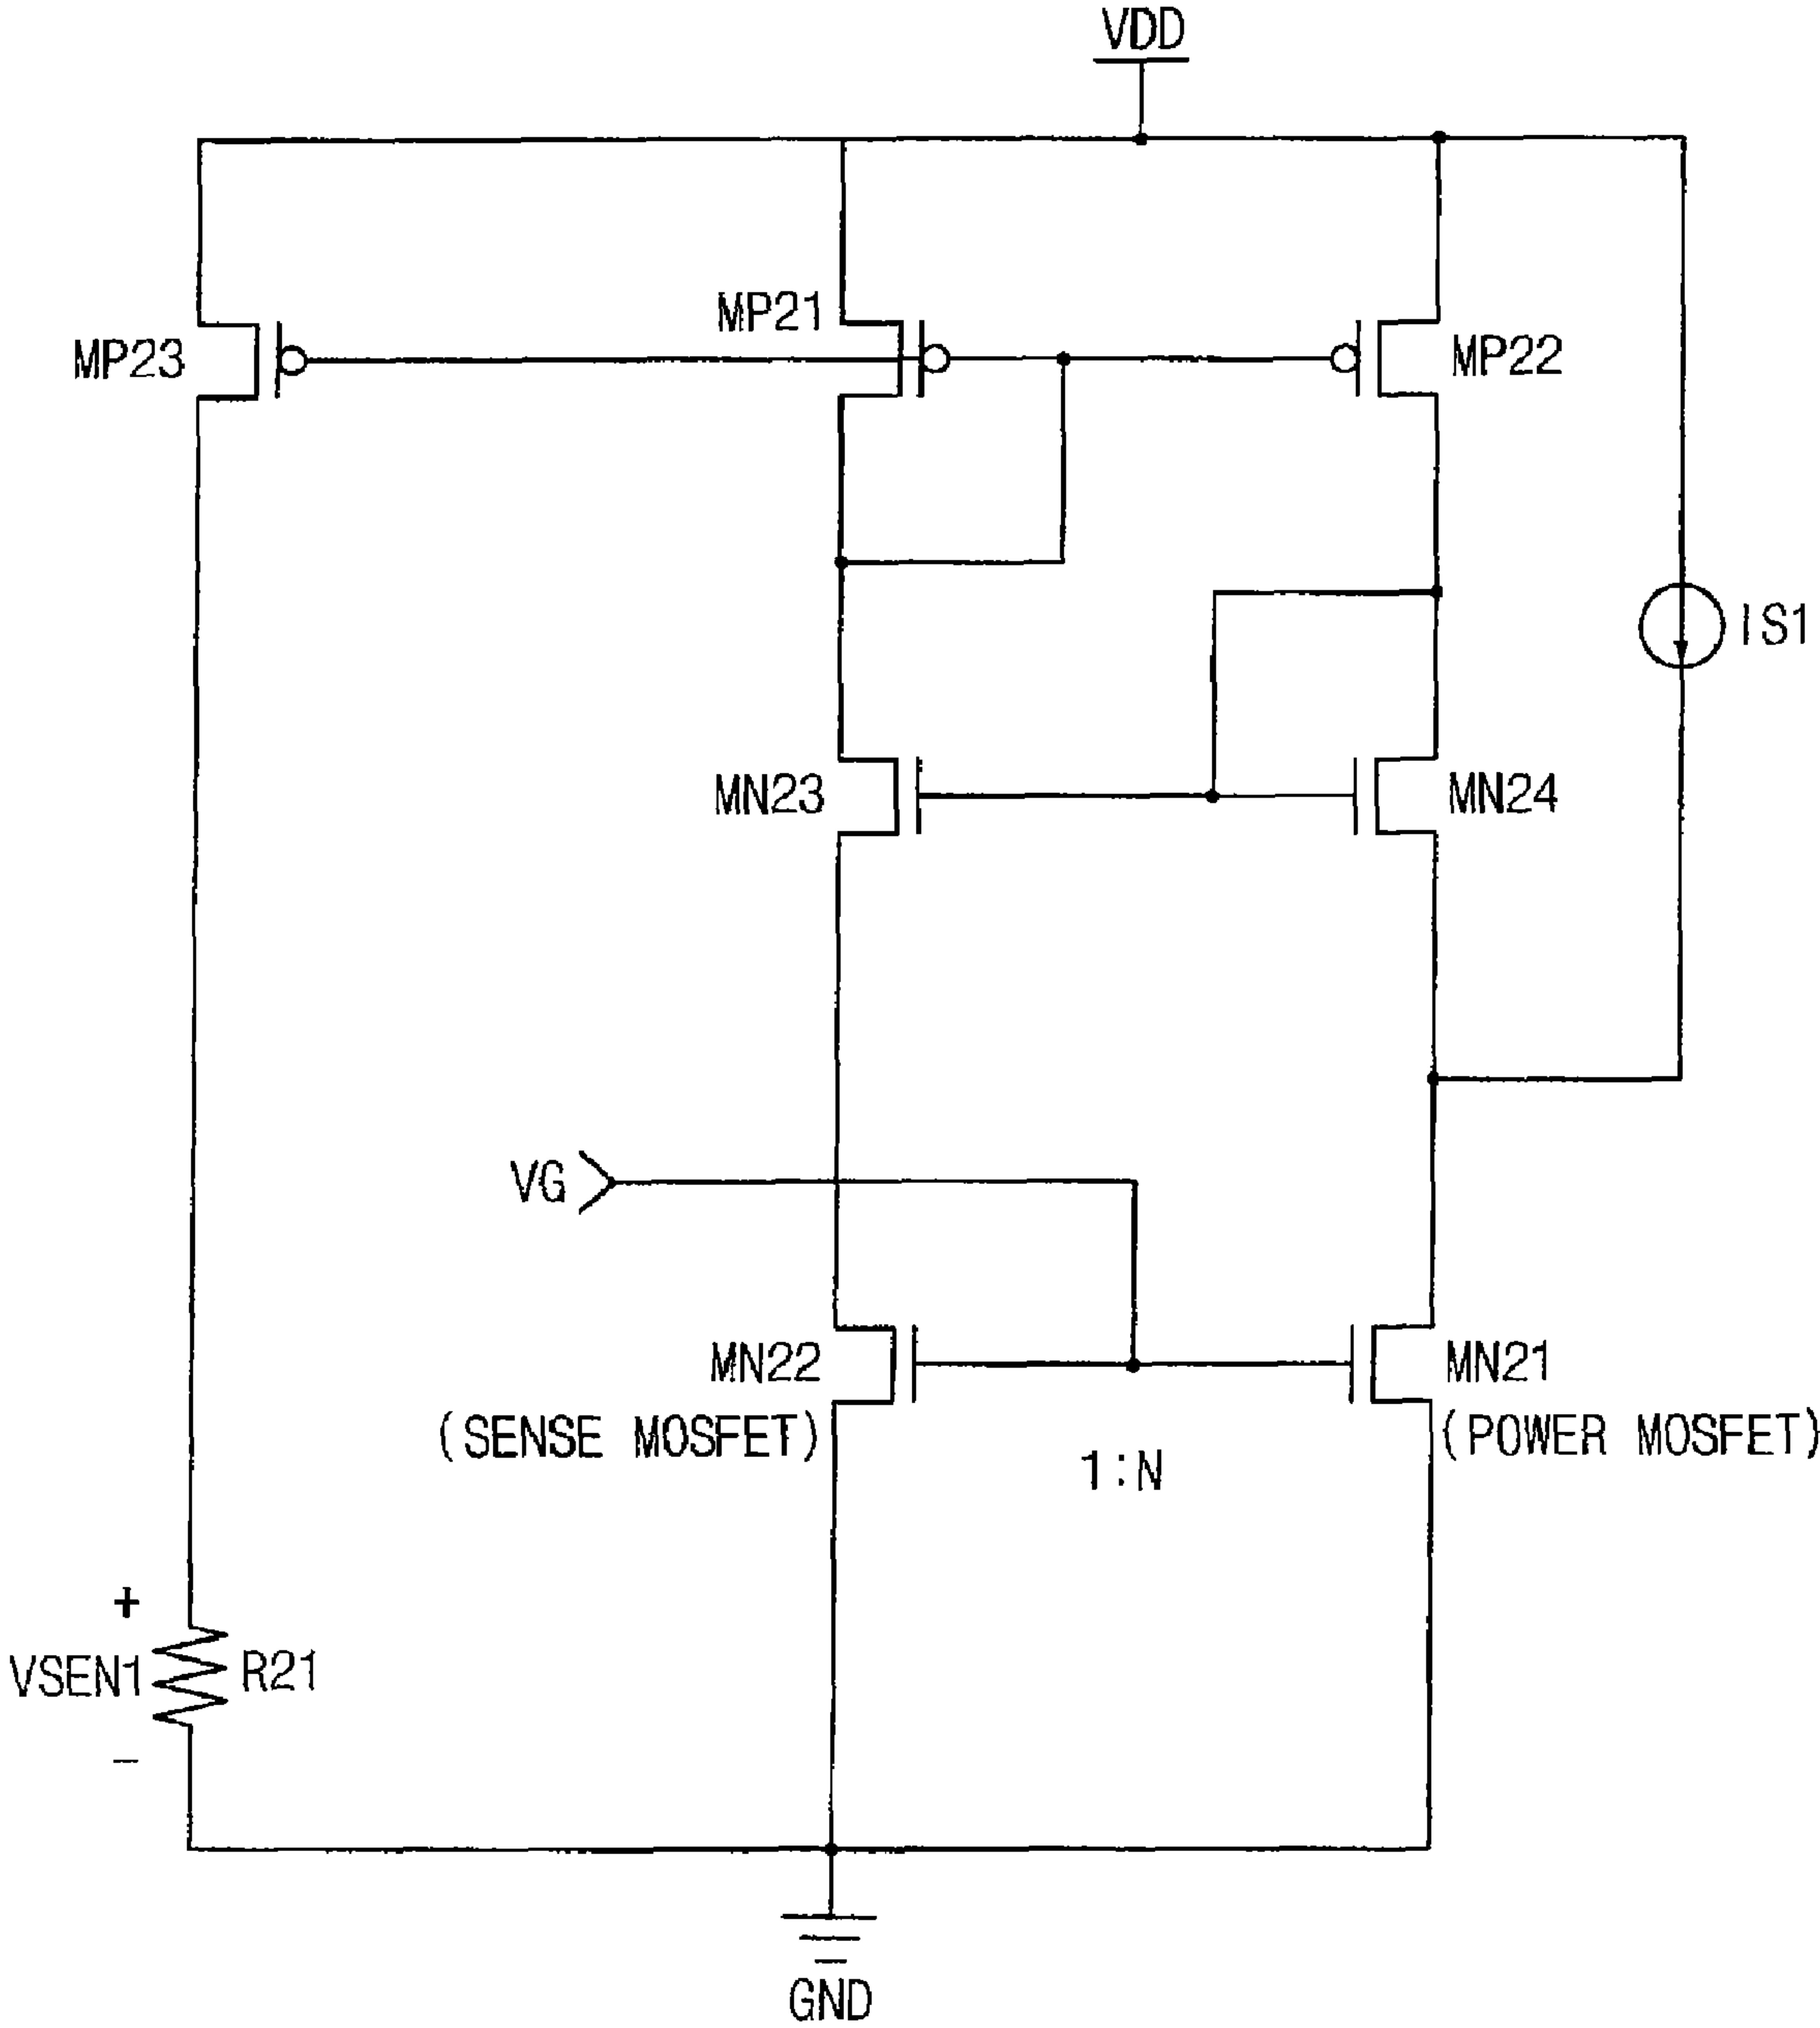 VDD
MP23
MP21
MP22
IS1
MN23
MN24
VG
MN22
(SENSE MOSFET)
MN21
(POWER MOSFET)
1:N
+
VSEN1
R21
–
GND